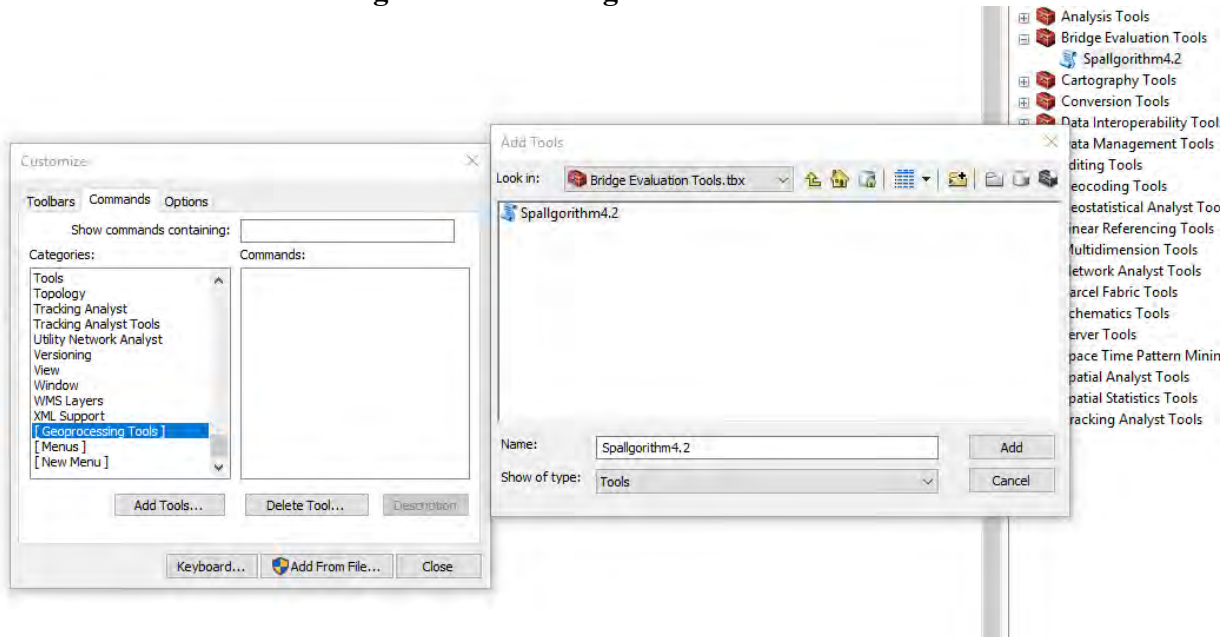 Analysis Tools
Bridge Evaluation Tools
Spallgorithm4.2
Cartography Tools
Conversion Tools
Data Interoperability Tool
ata Management Tools
diting Tools
eocoding Tools
eostatistical Analyst Too
inear Referencing Tools
ultidimension Tools
etwork Analyst Tools
arcel Fabric Tools
chematics Tools
erver Tools
pace Time Pattern Minin
patial Analyst Tools
patial Statistics Tools
racking Analyst Tools
Customize
Toolbars Commands Options
Show commands containing:
Categories: Commands:
Tools
Topology
Tracking Analyst
Tracking Analyst Tools
Utility Network Analyst
Versioning
View
Window
WMS Layers
XML Support
[ Geoprocessing Tools ]
[ Menus ]
[ New Menu ]
Add Tools... Delete Tool... Description
Keyboard... Add From File... Close
Add Tools
Look in: Bridge Evaluation Tools.tbx
Spallgorithm4.2
Name: Spallgorithm4.2 Add
Show of type: Tools Cancel